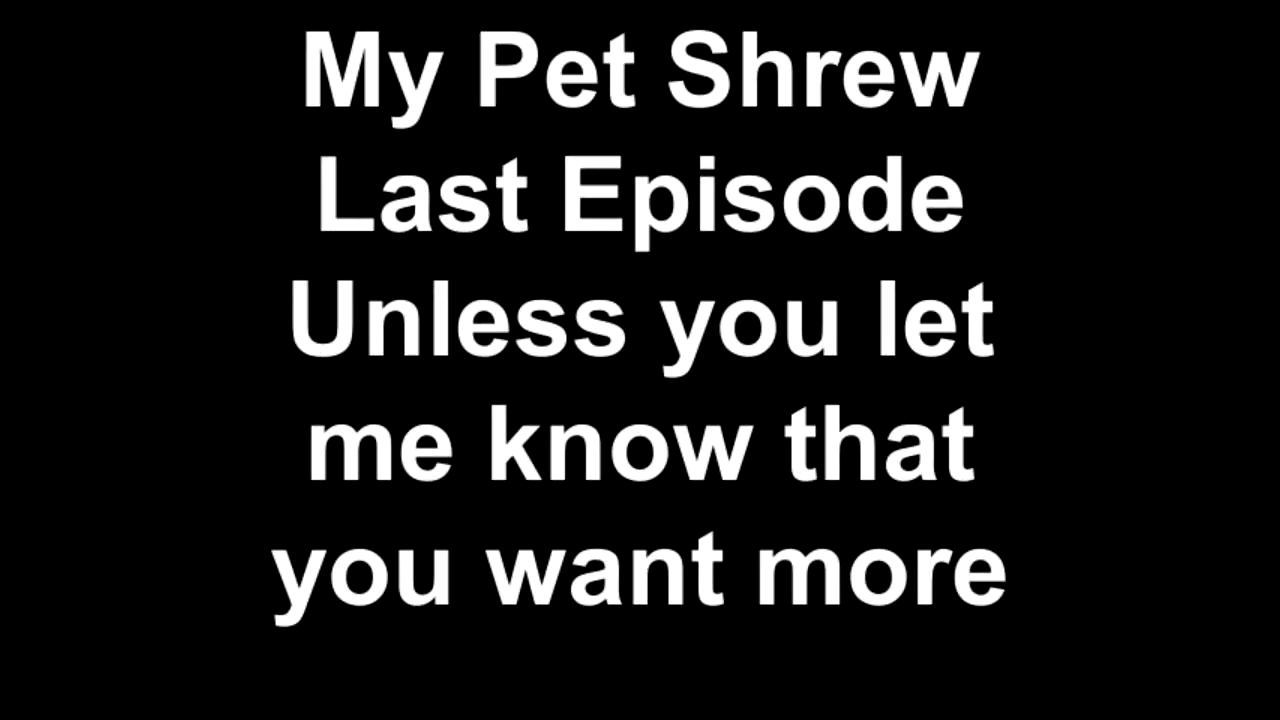 My Pet Shrew
Last Episode
Unless you let
me know that
you want more